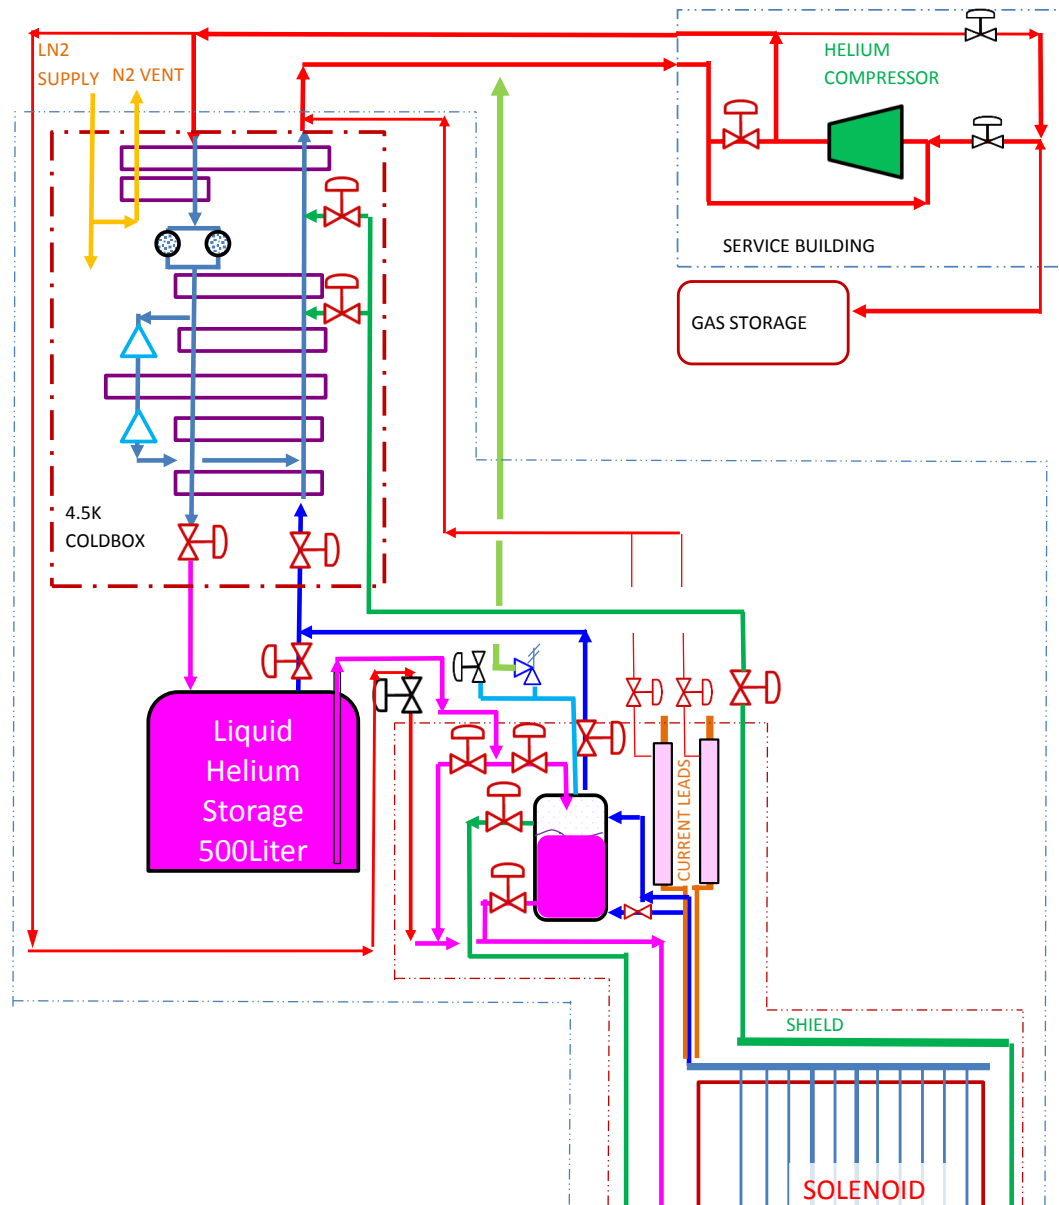 LN2
SUPPLY
N2 VENT
HELIUM
COMPRESSOR
SERVICE BUILDING
GAS STORAGE
4.5K
COLDBOX
Liquid
Helium
Storage
500Liter
CURRENT LEADS
SHIELD
SOLENOID